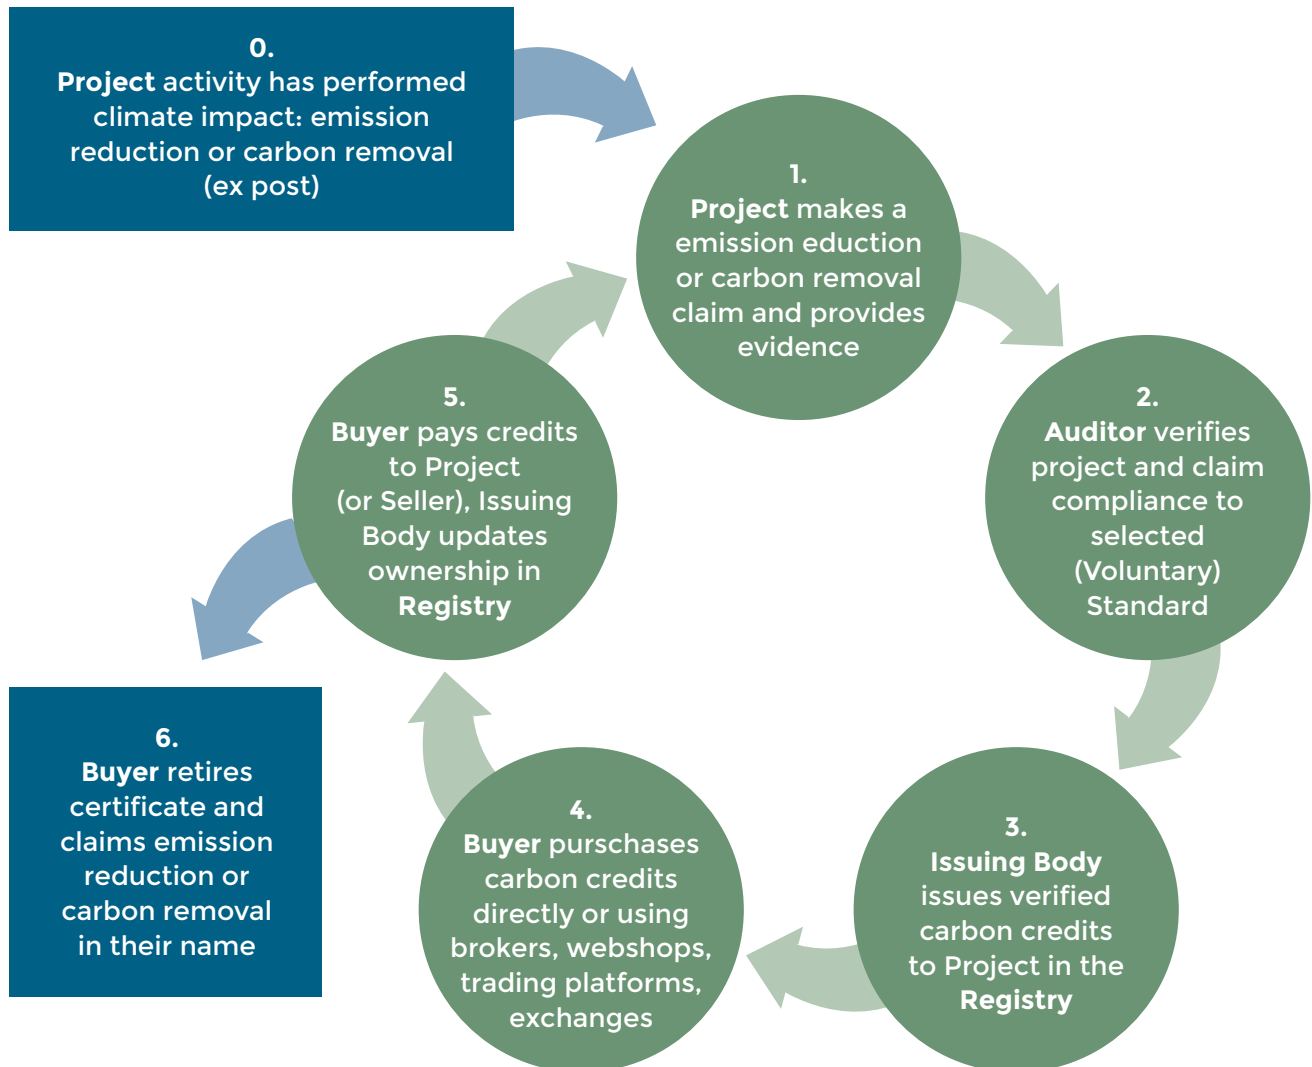 0.
Project activity has performed
climate impact: emission
reduction or carbon removal
(ex post)
1.
Project makes a
emission eduction
or carbon removal
claim and provides
evidence
2.
Auditor verifies
project and claim
compliance to
selected
(Voluntary)
Standard
3.
Issuing Body
issues verified
carbon credits
to Project in the
Registry
4.
Buyer purschases
carbon credits
directly or using
brokers, webshops,
trading platforms,
exchanges
5.
Buyer pays credits
to Project
(or Seller), Issuing
Body updates
ownership in
Registry
6.
Buyer retires
certificate and
claims emission
reduction or
carbon removal
in their name